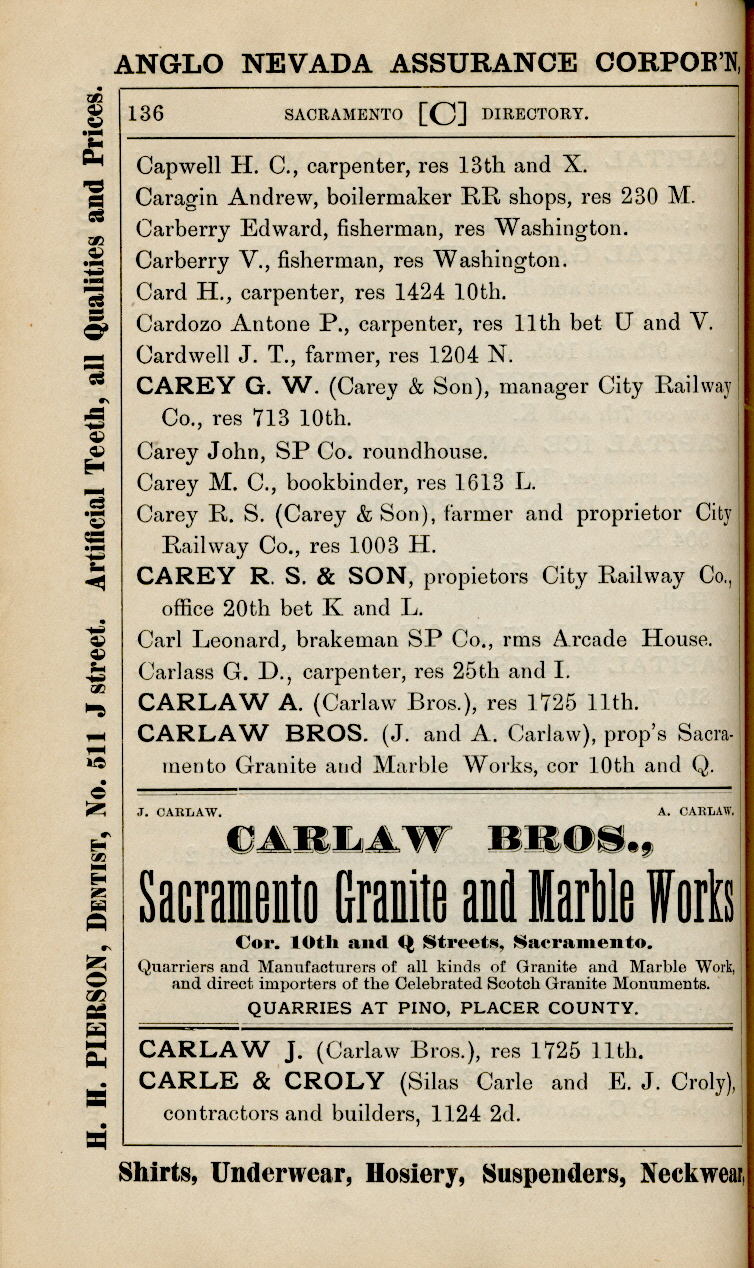 ANGLO NEVADA ASSURANCE CORPOR'N,
136 SACRAMENTO [C] DIRECTORY.
Capwell H. C., carpenter, res 13th and X.
Caragin Andrew, boilermaker RR shops, res 230 M.
Carberry Edward, fisherman, res Washington.
Carberry V., fisherman, res Washington.
Card H., carpenter, res 1424 10th.
Cardozo Antone P., carpenter, res 11th bet U and V.
Cardwell J. T., farmer, res 1204 N.
CAREY G. W. (Carey & Son), manager City Railway
Co., res 713 10th.
Carey John, SP Co. roundhouse.
Carey M. C., bookbinder, res 1613 L.
Carey R. S. (Carey & Son), farmer and proprietor City
Railway Co., res 1003 H.
CAREY R. S. & SON, propietors City Railway Co.,
office 20th bet K and L.
Carl Leonard, brakeman SP Co., rms Arcade House.
Carlass G. D., carpenter, res 25th and I.
CARLAW A. (Carlaw Bros.), res 1725 11th.
CARLAW BROS. (J. and A. Carlaw), prop's Sacra-
mento Granite and Marble Works, cor 10th and Q.
J. CARLAW. A. CARLAW.
CARLAW BROS.,
Sacramento Granite and Marble Works
Cor. 10th and Q Streets, Sacramento.
Quarriers and Manufacturers of all kinds of Granite and Marble Work,
and direct importers of the Celebrated Scotch Granite Monuments.
QUARRIES AT PINO, PLACER COUNTY.
CARLAW J. (Carlaw Bros.), res 1725 11th.
CARLE & CROLY (Silas Carle and E. J. Croly),
contractors and builders, 1124 2d.
Shirts, Underwear, Hosiery, Suspenders, Neckwear,
H. H. PIERSON, DENTIST, No. 511 J street. Artificial Teeth, all Qualities and Prices.